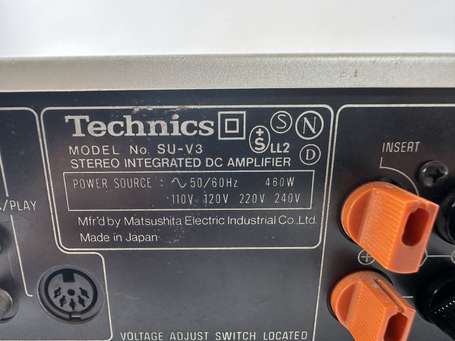 Technics
MODEL No. SU-V3
STEREO INTEGRATED DC AMPLIFIER
POWER SOURCE : ∿ 50/60Hz 460W
110V 120V 220V 240V
Mfr'd by Matsushita Electric Industrial Co., Ltd.
Made in Japan
S N
+ S LL2 D
INSERT
/PLAY
VOLTAGE ADJUST SWITCH LOCATED